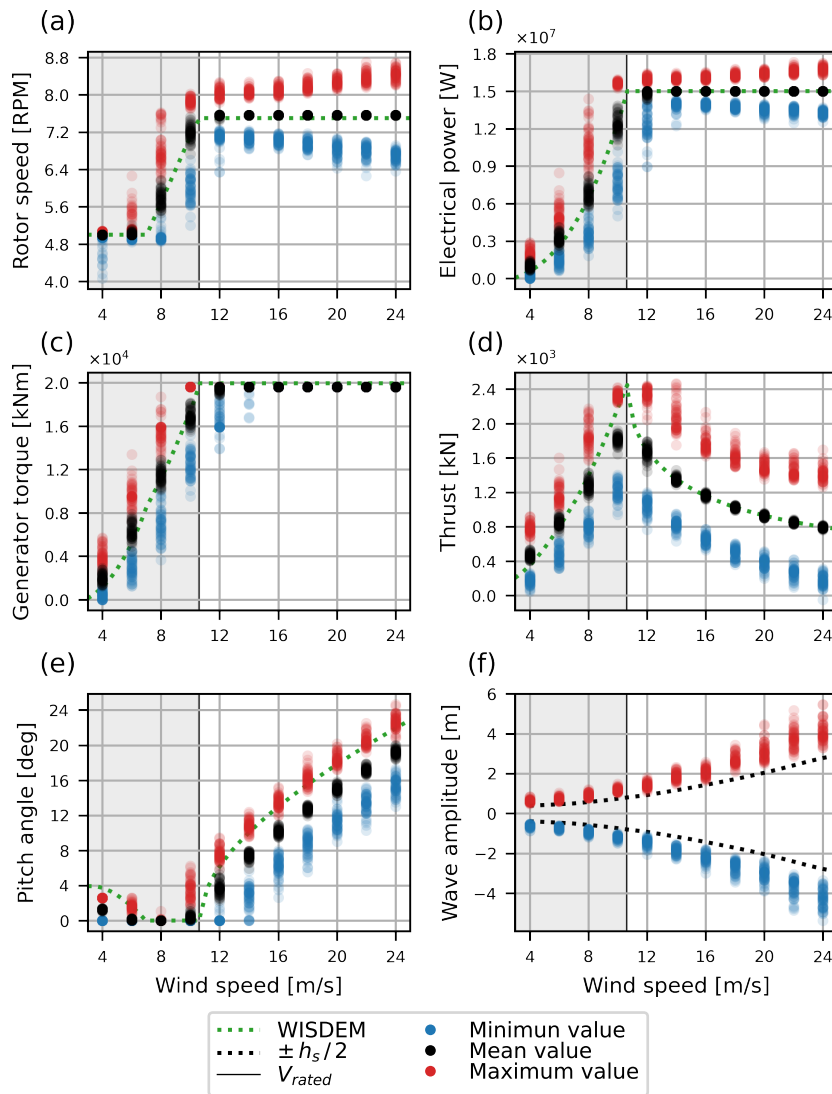 (a)
8.8
8.0
7.2
6.4
5.6
4.8
4.0
Rotor speed [RPM]
4 8 12 16 20 24
(b)
×10⁷
1.8
1.5
1.2
0.9
0.6
0.3
0.0
Electrical power [W]
4 8 12 16 20 24
(c)
×10⁴
2.0
1.6
1.2
0.8
0.4
0.0
Generator torque [kNm]
4 8 12 16 20 24
(d)
×10³
2.4
2.0
1.6
1.2
0.8
0.4
0.0
Thrust [kN]
4 8 12 16 20 24
(e)
24
20
16
12
8
4
0
Pitch angle [deg]
4 8 12 16 20 24
Wind speed [m/s]
(f)
6
4
2
0
−2
−4
Wave amplitude [m]
4 8 12 16 20 24
Wind speed [m/s]
WISDEM
± hₛ / 2
V_rated
Minimun value
Mean value
Maximum value